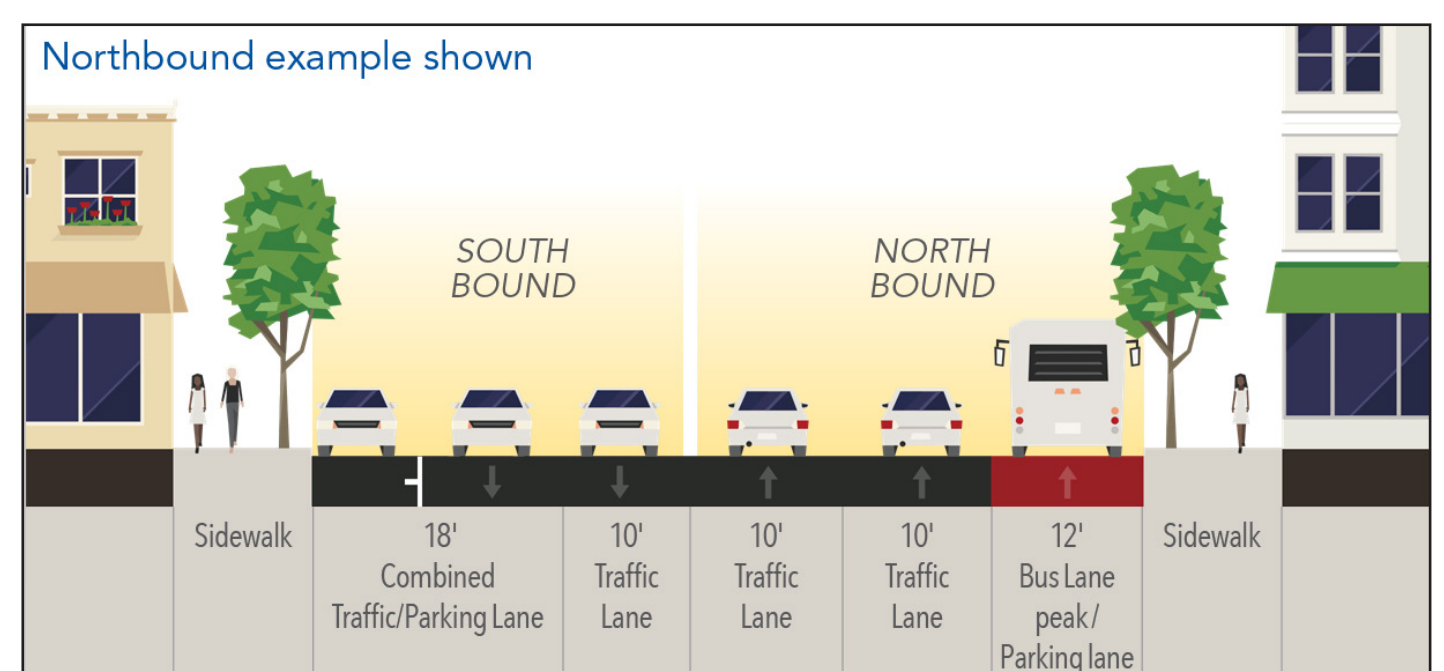 Northbound example shown
SOUTH
BOUND
NORTH
BOUND
Sidewalk
18'
Combined
Traffic/Parking Lane
10'
Traffic
Lane
10'
Traffic
Lane
10'
Traffic
Lane
12'
Bus Lane
peak/
Parking lane
Sidewalk